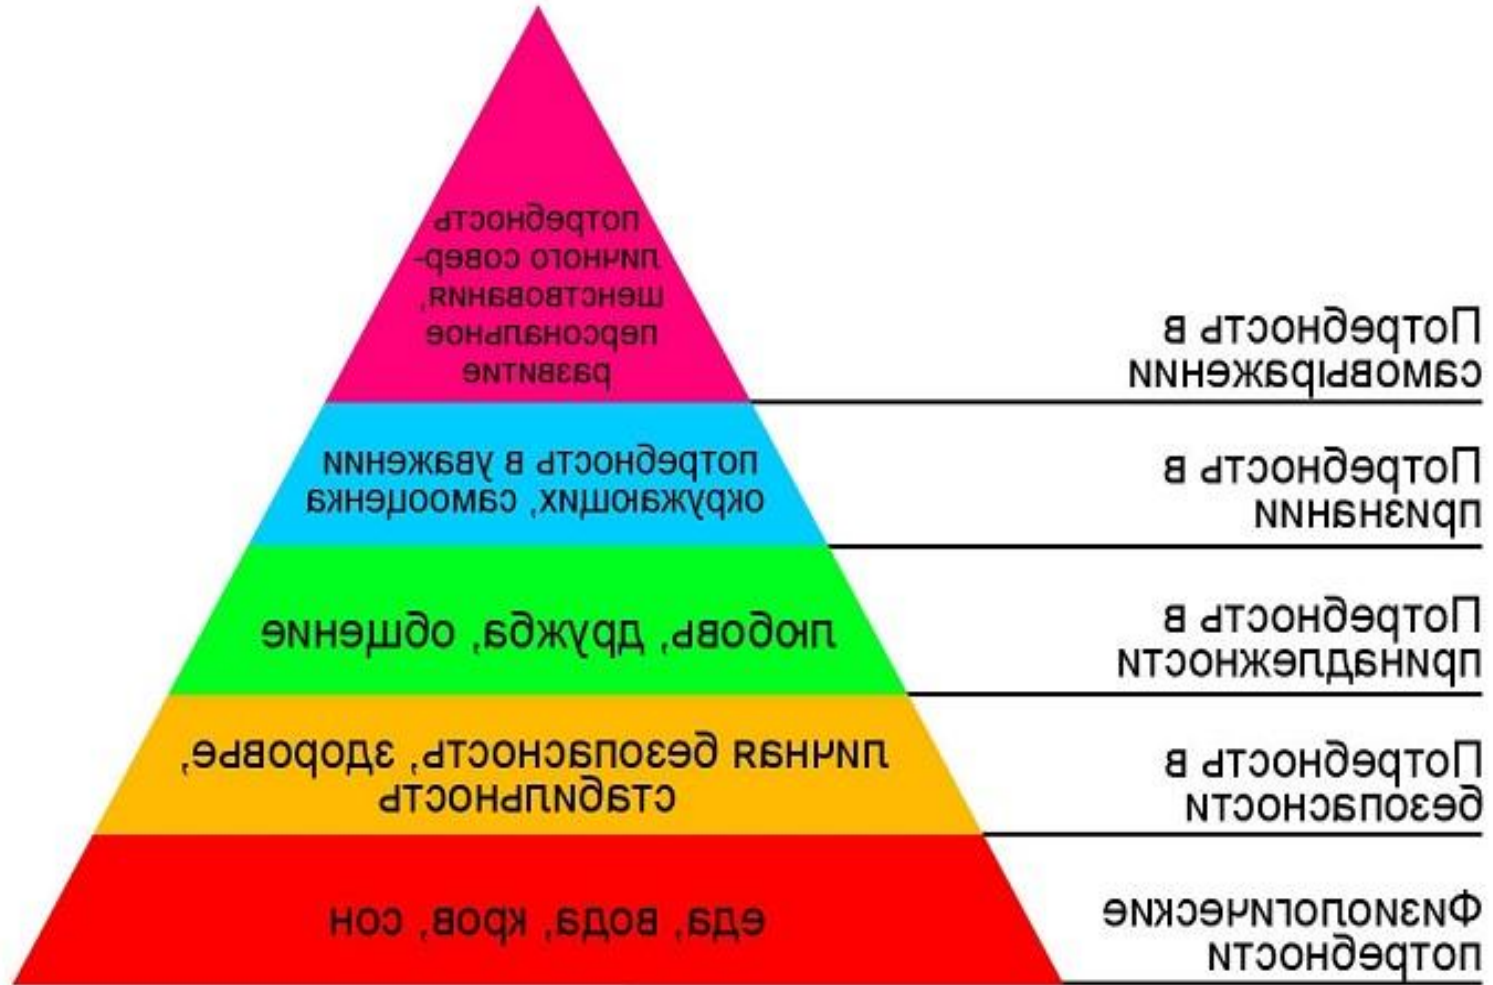 потребность
личного совер-
шенствования,
персональное
развитие
Потребность в
самовыражении
потребность в уважении
окружающих, самооценка
Потребность в
признании
любовь, дружба, общение
Потребность в
принадлежности
личная безопасность, здоровье,
стабильность
Потребность в
безопасности
еда, вода, кров, сон
Физиологические
потребности